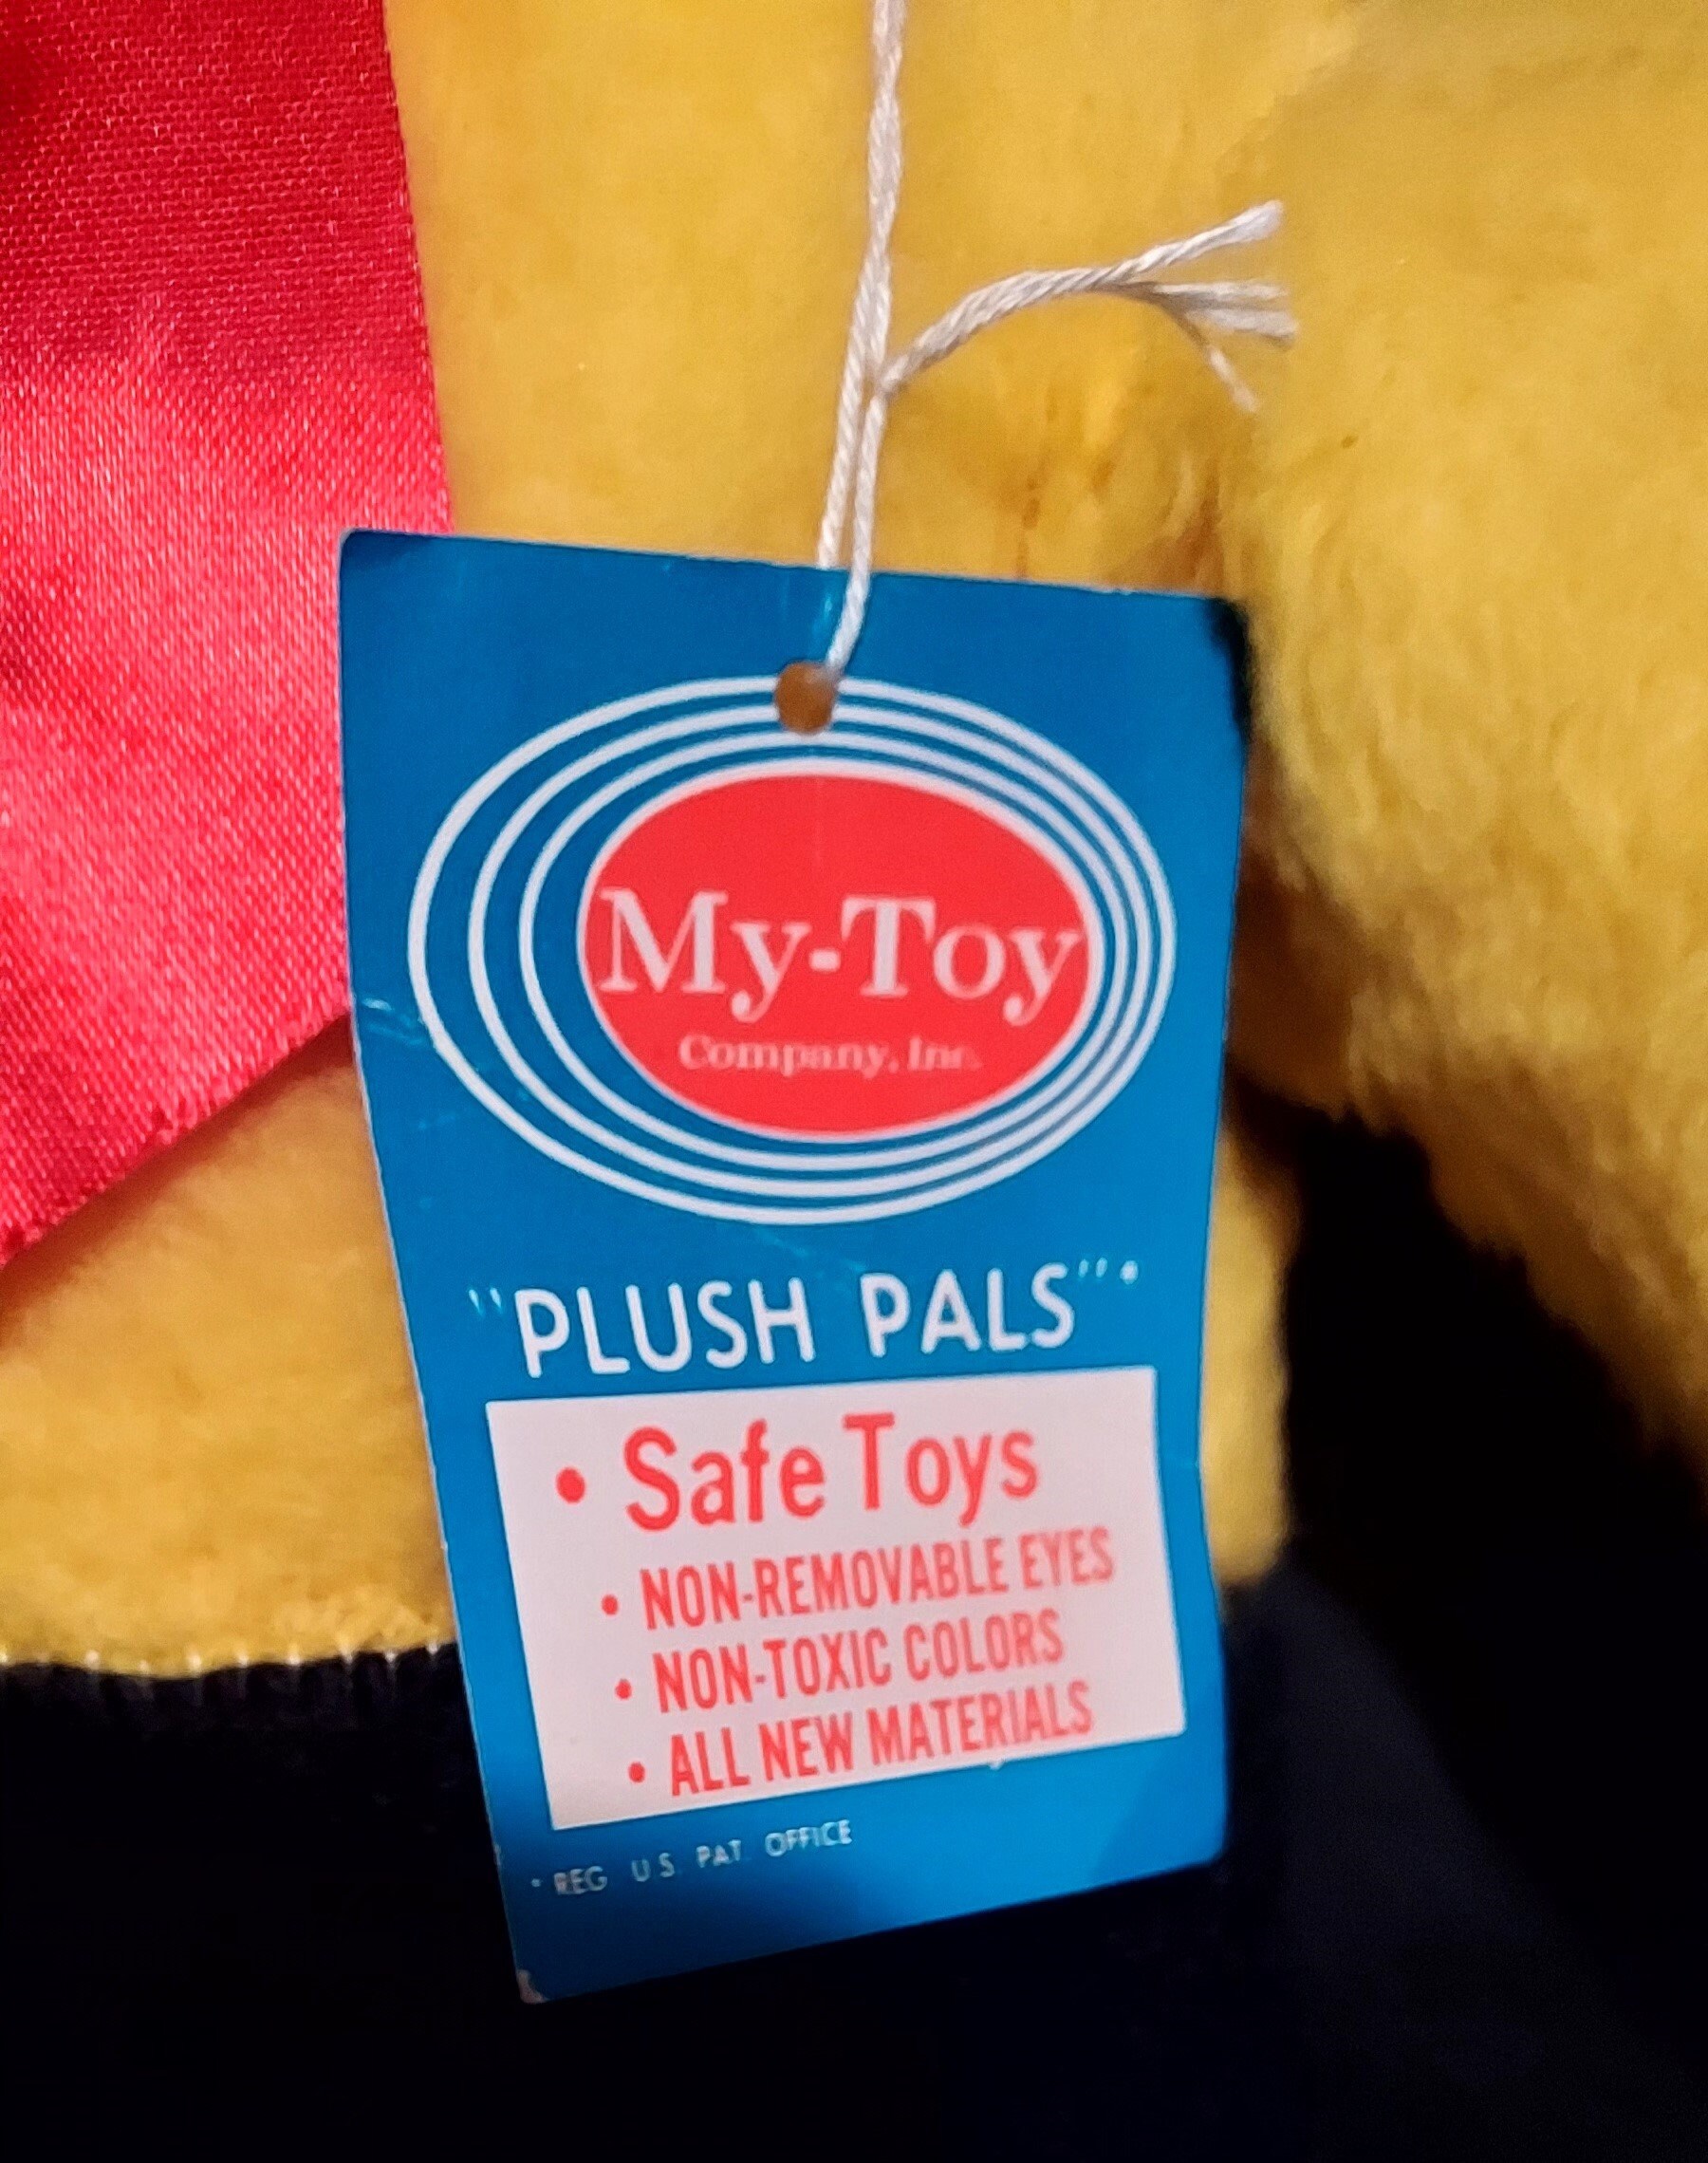 My-Toy
Company, Inc.
"PLUSH PALS"*
• Safe Toys
• NON-REMOVABLE EYES
• NON-TOXIC COLORS
• ALL NEW MATERIALS
* REG U.S. PAT. OFFICE